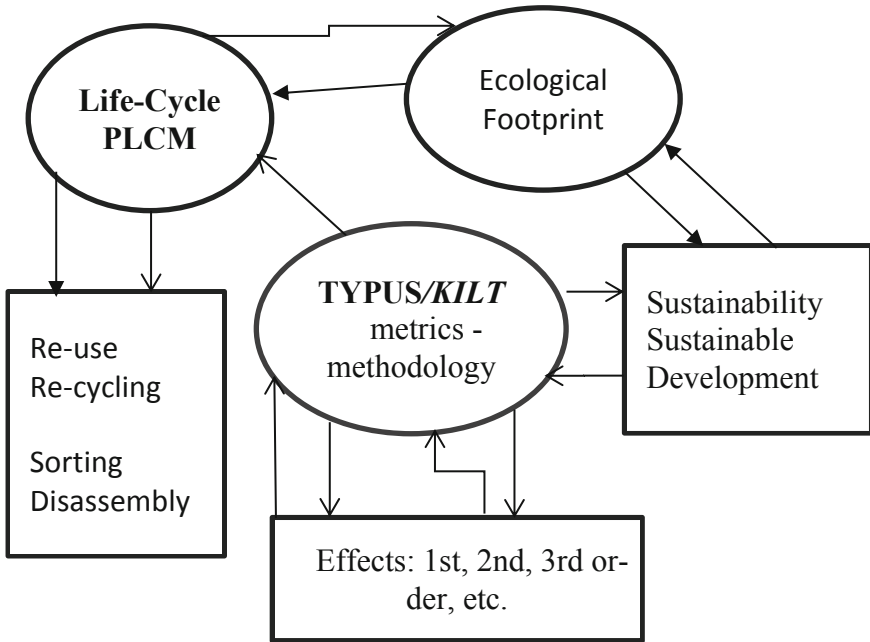 Life-Cycle
PLCM
Ecological
Footprint
TYPUS/KILT
metrics -
methodology
Sustainability
Sustainable
Development
Re-use
Re-cycling
Sorting
Disassembly
Effects: 1st, 2nd, 3rd or-
der, etc.